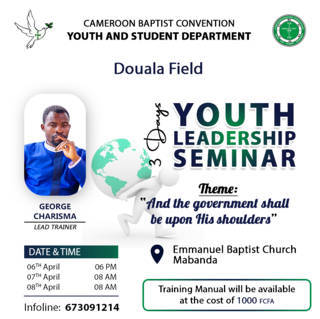 CAMEROON BAPTIST CONVENTION
YOUTH AND STUDENT DEPARTMENT
Douala Field
3 Days
YOUTH
LEADERSHIP
SEMINAR
Theme:
"And the government shall
be upon His shoulders"
GEORGE
CHARISMA
LEAD TRAINER
DATE & TIME
06TH April 06 PM
07TH April 08 AM
08TH April 08 AM
Infoline: 673091214
Emmanuel Baptist Church
Mabanda
Training Manual will be available
at the cost of 1000 FCFA